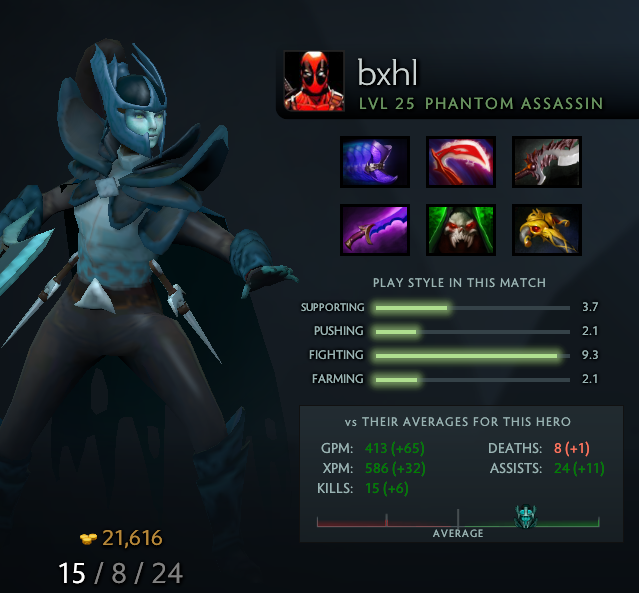 bxhl
LVL 25 PHANTOM ASSASSIN
PLAY STYLE IN THIS MATCH
SUPPORTING 3.7
PUSHING 2.1
FIGHTING 9.3
FARMING 2.1
vs THEIR AVERAGES FOR THIS HERO
GPM: 413 (+65) DEATHS: 8 (+1)
XPM: 586 (+32) ASSISTS: 24 (+11)
KILLS: 15 (+6)
AVERAGE
21,616
15 / 8 / 24